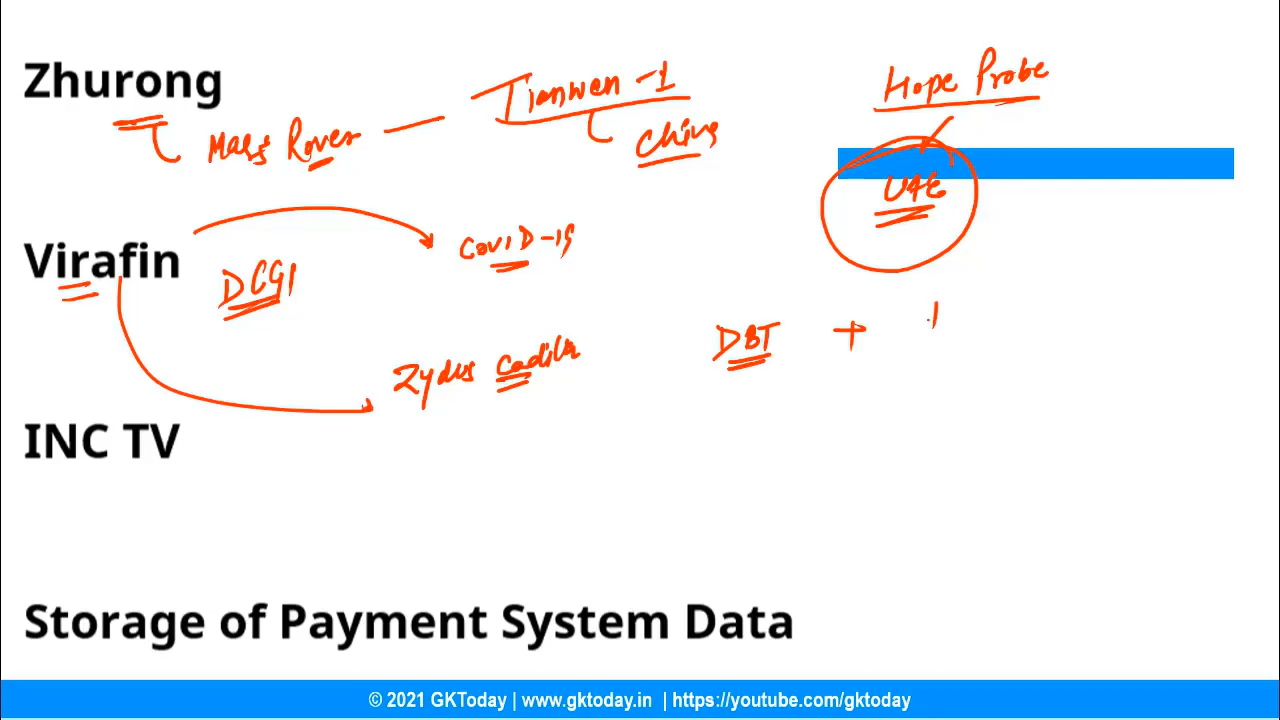 Zhurong
Mars Rover — Tianwen-1
China
Hope Probe
UAE
Virafin
DCGI
COVID-19
Zydus Cadila
DBT +
INC TV
Storage of Payment System Data
© 2021 GKToday | www.gktoday.in | https://youtube.com/gktoday